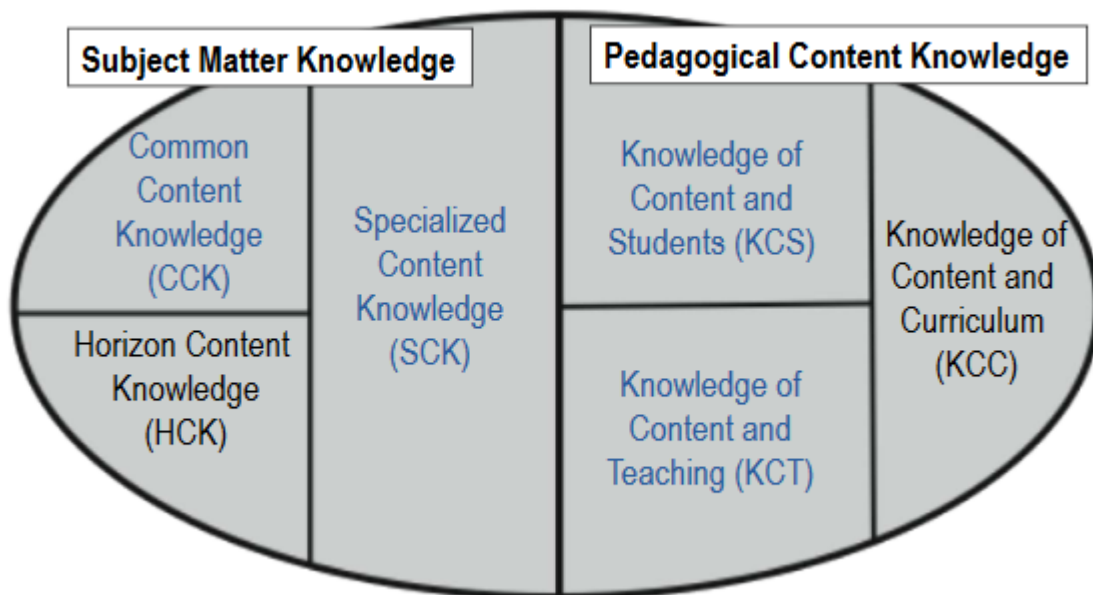 Subject Matter Knowledge
Pedagogical Content Knowledge
Common
Content
Knowledge
(CCK)
Horizon Content
Knowledge
(HCK)
Specialized
Content
Knowledge
(SCK)
Knowledge of
Content and
Students (KCS)
Knowledge of
Content and
Teaching (KCT)
Knowledge of
Content and
Curriculum
(KCC)